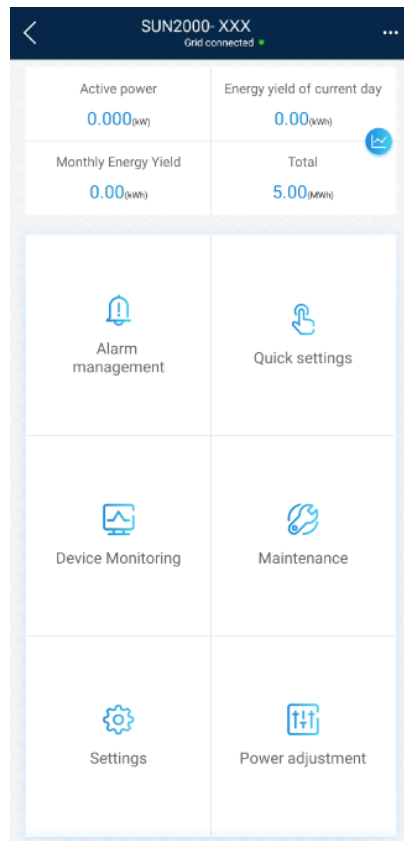 SUN2000- XXX
Grid connected
Active power
0.000(kW)
Energy yield of current day
0.00(kWh)
Monthly Energy Yield
0.00(kWh)
Total
5.00(MWh)
Alarm
management
Quick settings
Device Monitoring
Maintenance
Settings
Power adjustment